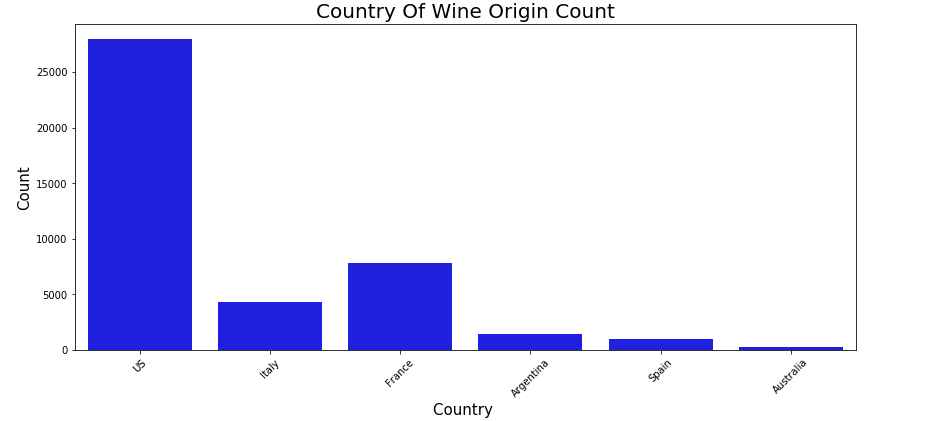 Country Of Wine Origin Count
25000
20000
15000
10000
5000
0
Count
US
Italy
France
Argentina
Spain
Australia
Country